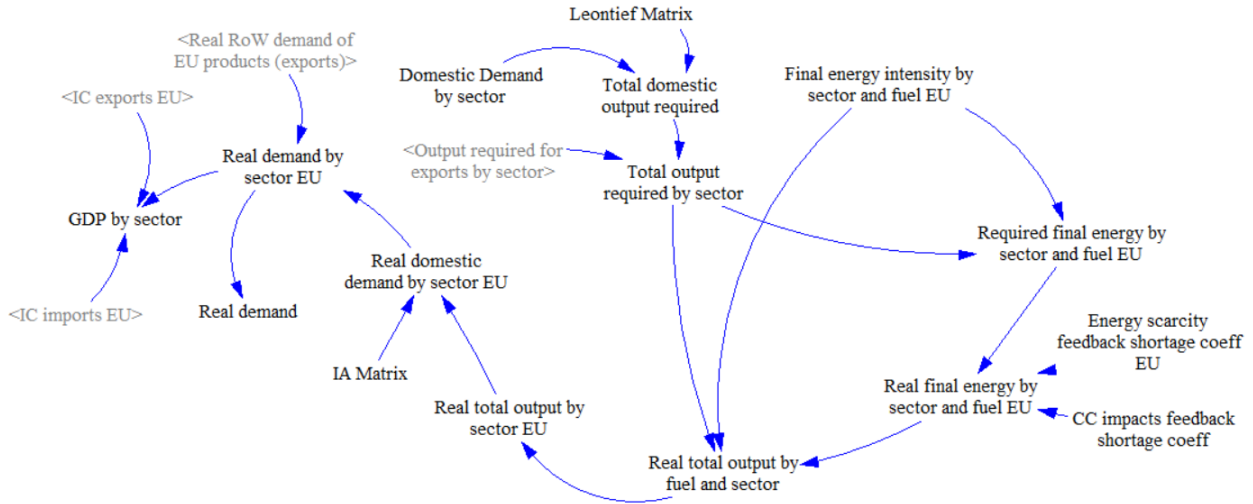 Leontief Matrix
<Real RoW demand of
EU products (exports)>
Domestic Demand
by sector
Total domestic
output required
Final energy intensity by
sector and fuel EU
<IC exports EU>
Real demand by
sector EU
<Output required for
exports by sector>
Total output
required by sector
GDP by sector
Required final energy by
sector and fuel EU
Real domestic
demand by sector EU
<IC imports EU>
Real demand
Energy scarcity
feedback shortage coeff
EU
IA Matrix
Real final energy by
sector and fuel EU
Real total output by
sector EU
CC impacts feedback
shortage coeff
Real total output by
fuel and sector